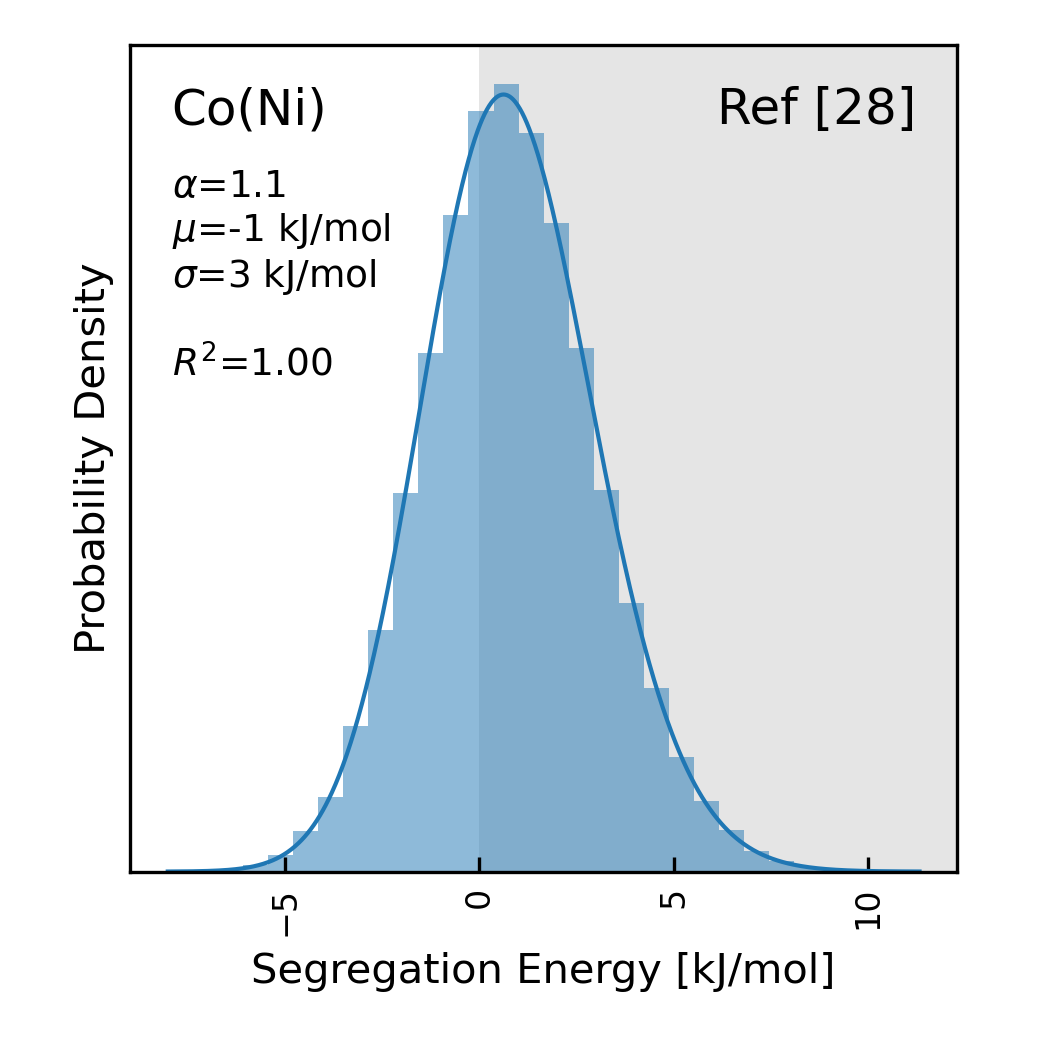 Co(Ni)
Ref [28]
α=1.1
μ=-1 kJ/mol
σ=3 kJ/mol
R²=1.00
Probability Density
−5
0
5
10
Segregation Energy [kJ/mol]